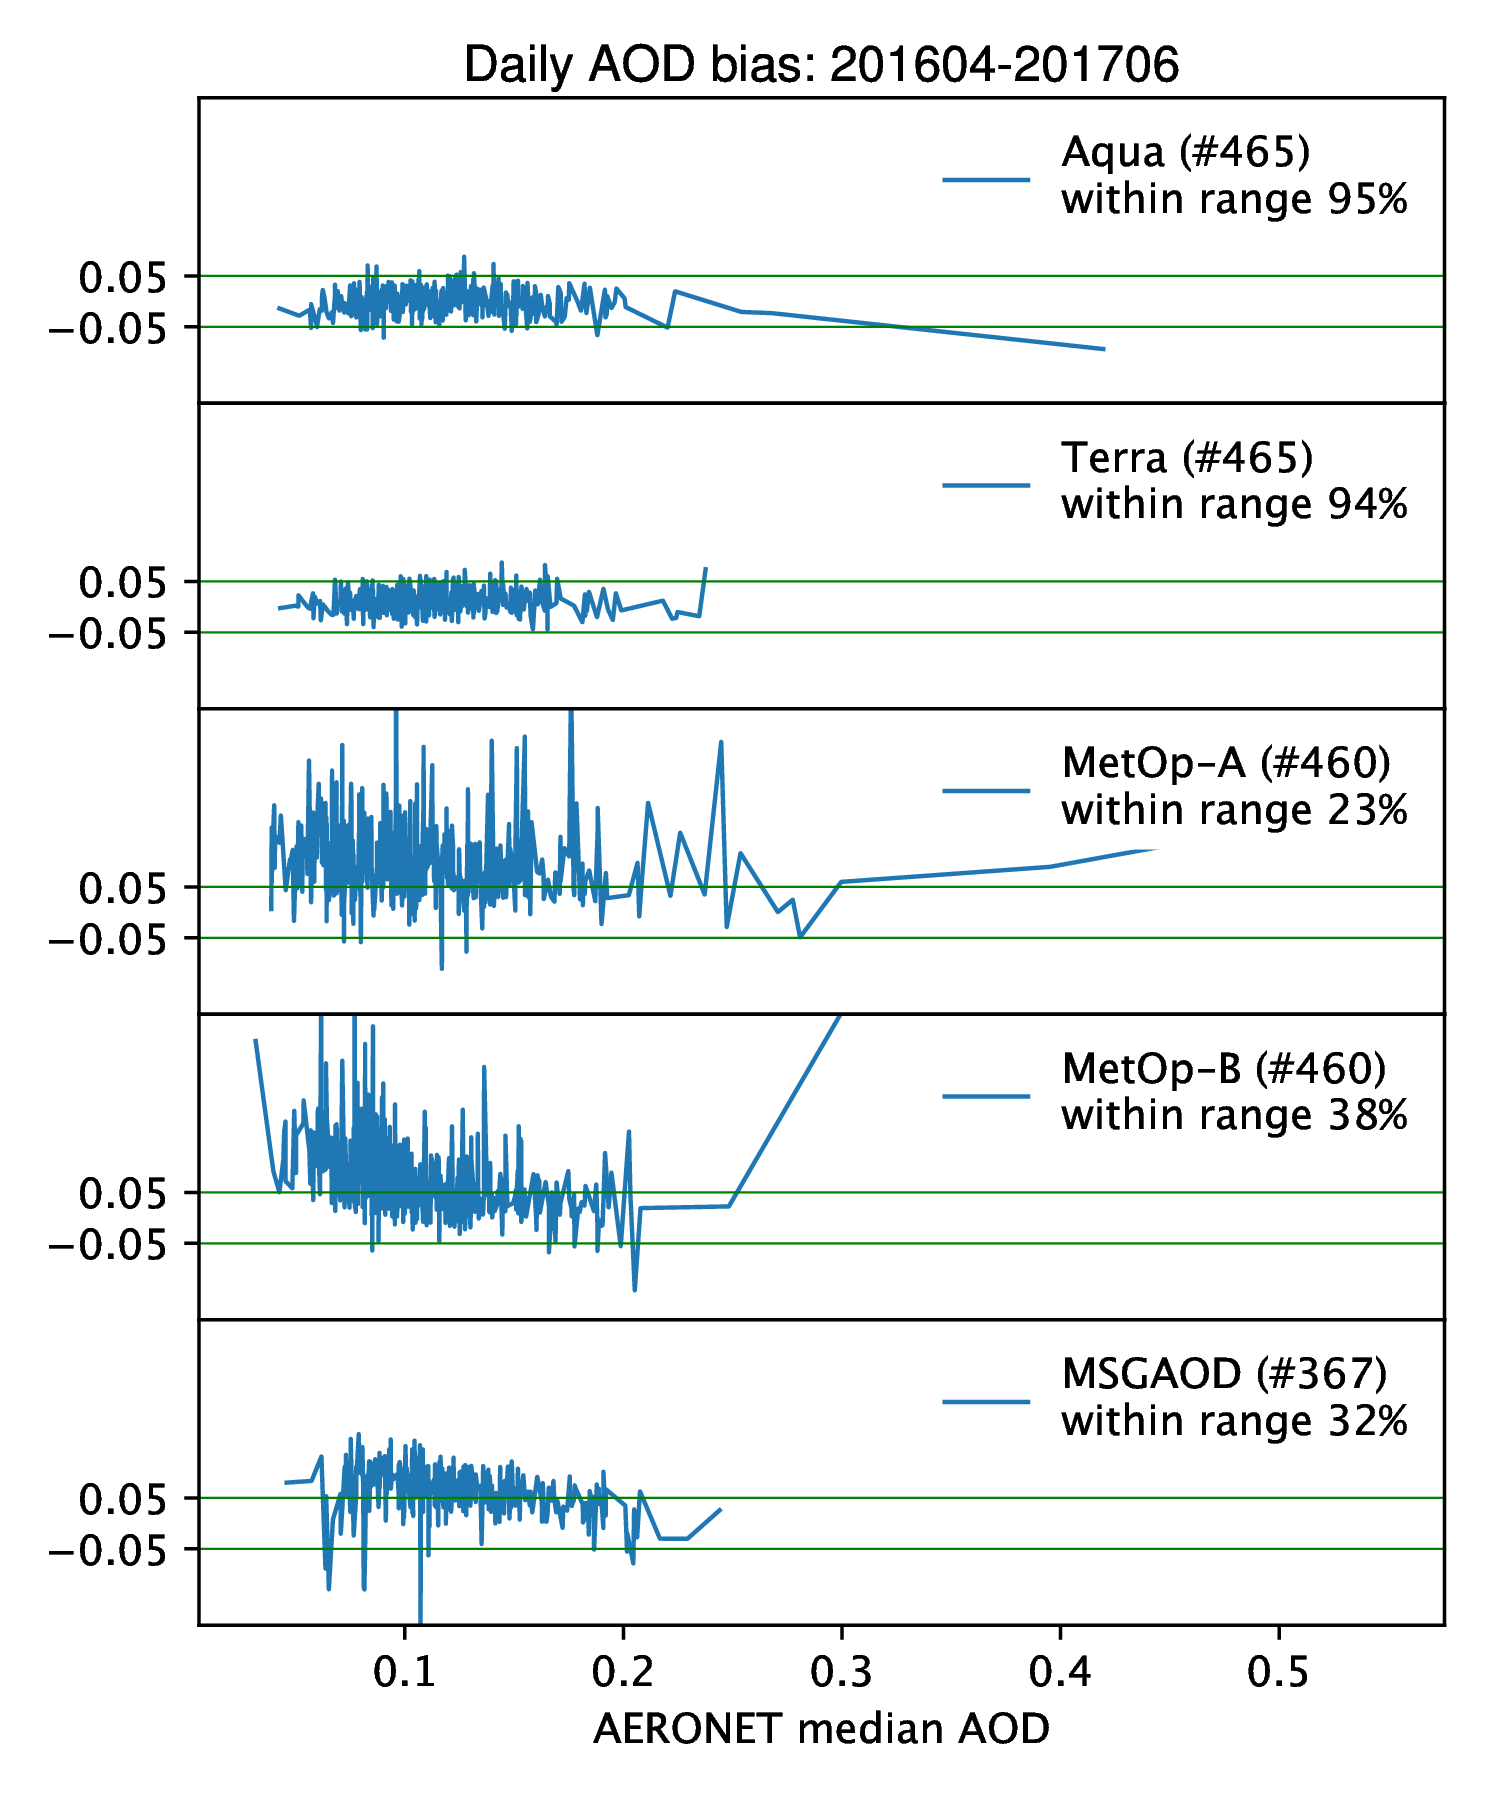 Daily AOD bias: 201604-201706
Aqua (#465)
within range 95%
0.05
−0.05
Terra (#465)
within range 94%
0.05
−0.05
MetOp−A (#460)
within range 23%
0.05
−0.05
MetOp−B (#460)
within range 38%
0.05
−0.05
MSGAOD (#367)
within range 32%
0.05
−0.05
0.1 0.2 0.3 0.4 0.5
AERONET median AOD